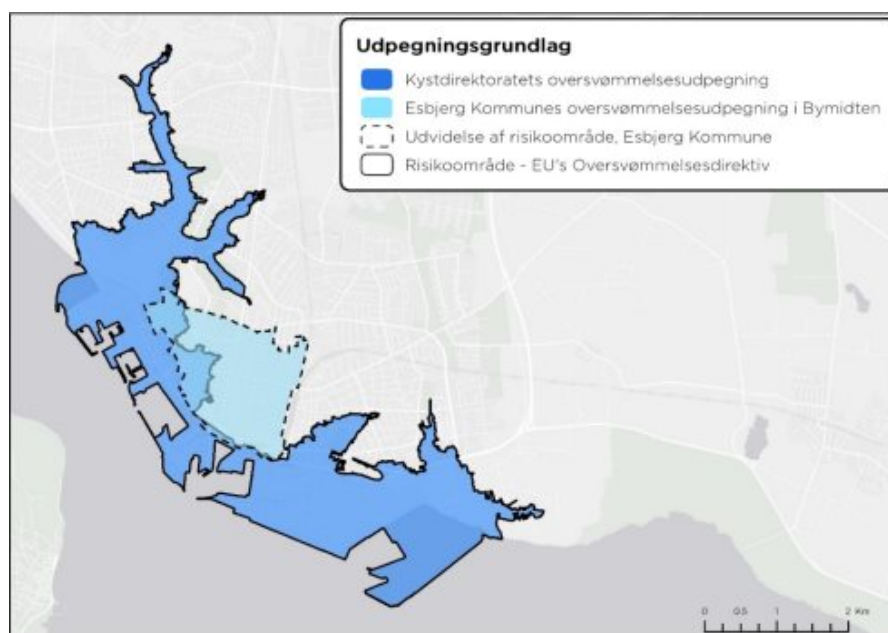 Udpegningsgrundlag
Kystdirektoratets oversvømmelsesudpegning
Esbjerg Kommunes oversvømmelsesudpegning i Bymidten
Udvidelse af risikoområde, Esbjerg Kommune
Risikoområde - EU's Oversvømmelsesdirektiv
0 0,5 1 2 Km